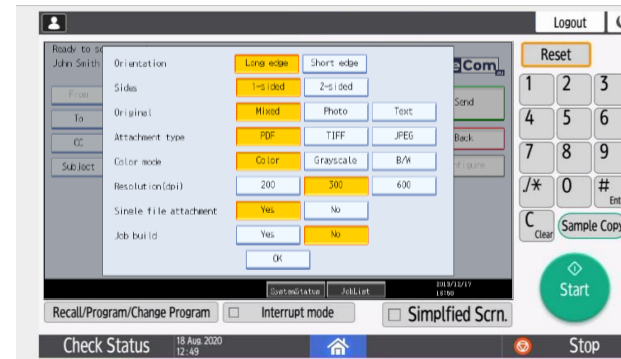 Logout
Ready to s
John Smith
From
To
CC
Subject
Orientation Long edge Short edge
Sides 1-sided 2-sided
Original Mixed Photo Text
Attachment type PDF TIFF JPEG
Color mode Color Grayscale B/W
Resolution(dpi) 200 300 600
Single file attachment Yes No
Job build Yes No
OK
eCom
Send
Back
nfigure
SystemStatus JobList
Reset
1 2 3
4 5 6
7 8 9
./* 0 #
Ent
C
Clear
Sample Copy
Start
Recall/Program/Change Program Interrupt mode Simplfied Scrn.
Check Status 18 Aug. 2020
12:49
Stop